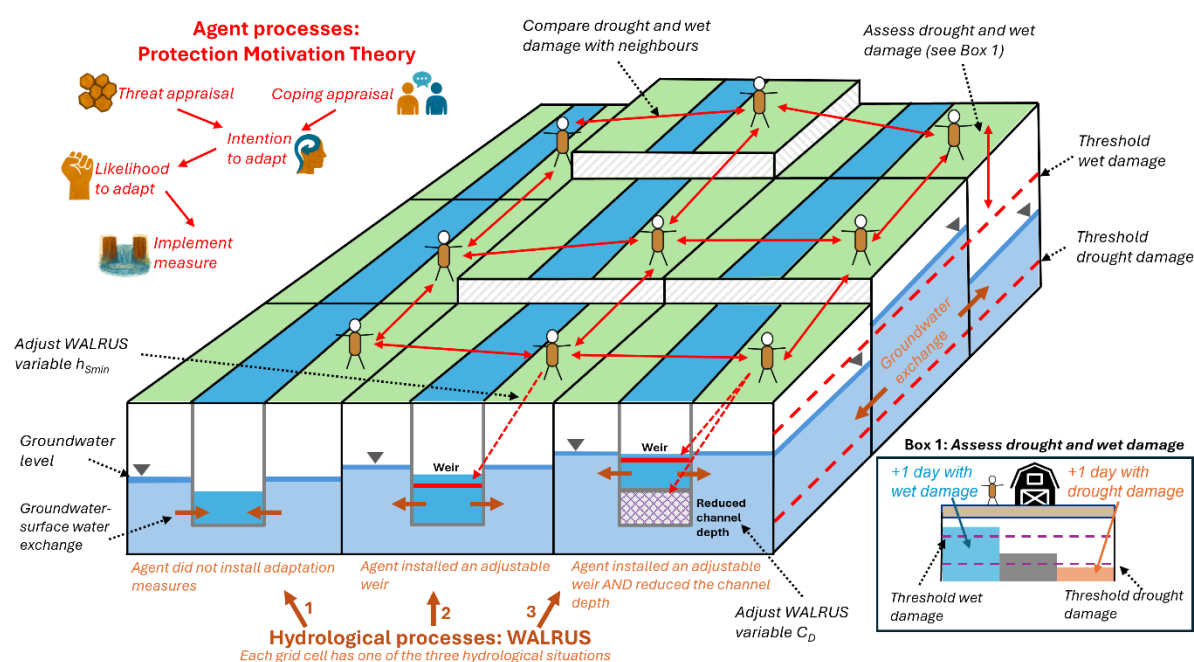 Agent processes:
Protection Motivation Theory
Threat appraisal
Coping appraisal
Intention
to adapt
Likelihood
to adapt
Implement
measure
Compare drought and wet
damage with neighbours
Assess drought and wet
damage (see Box 1)
Threshold
wet damage
Threshold
drought damage
Groundwater
exchange
Adjust WALRUS
variable hSmin
Groundwater
level
Groundwater-
surface water
exchange
Weir
Weir
Reduced
channel
depth
Agent did not install adaptation
measures
Agent installed an adjustable
weir
Agent installed an adjustable
weir AND reduced the channel
depth
1
2
3
Hydrological processes: WALRUS
Each grid cell has one of the three hydrological situations
Adjust WALRUS
variable CD
Box 1: Assess drought and wet damage
+1 day with
wet damage
+1 day with
drought damage
Threshold wet
damage
Threshold drought
damage